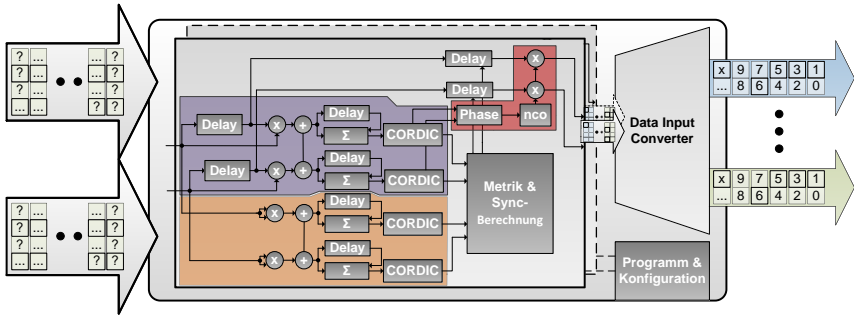 ? ... ... ?
? ... ... ?
... ... ? ?
? ... ... ?
? ... ... ?
... ... ? ?
Delay
x
Delay
x
Delay
Phase
nco
Delay
x
+
Σ
CORDIC
Delay
Delay
x
+
Σ
CORDIC
Delay
x
+
Σ
CORDIC
Delay
x
+
Σ
CORDIC
Metrik &
Sync-
Berechnung
Data Input
Converter
Programm &
Konfiguration
x 9 7 5 3 1
... 8 6 4 2 0
x 9 7 5 3 1
... 8 6 4 2 0